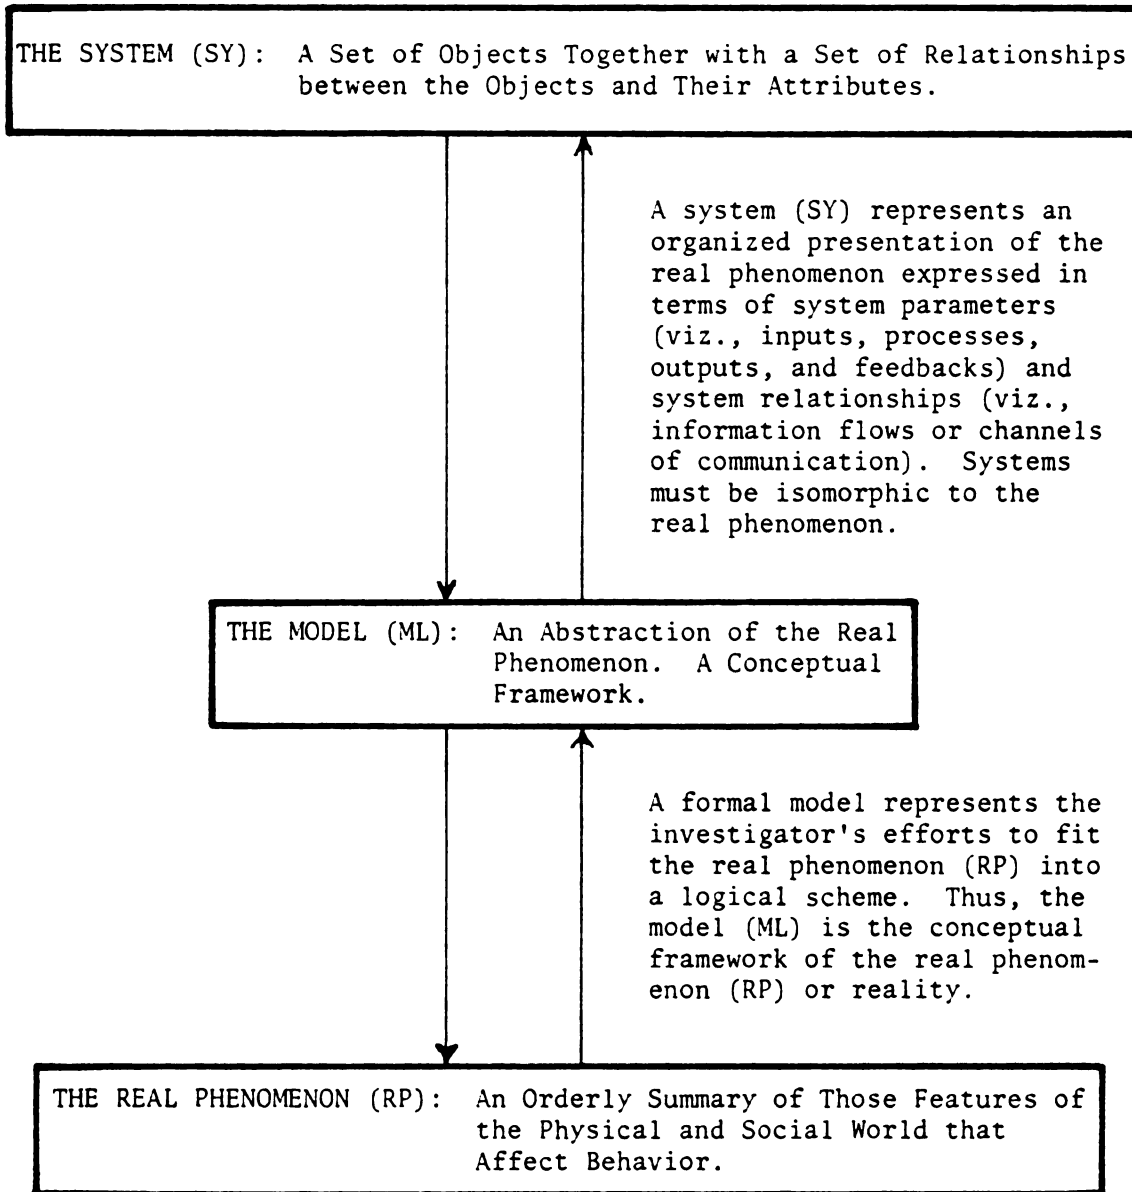 THE SYSTEM (SY): A Set of Objects Together with a Set of Relationships
between the Objects and Their Attributes.
A system (SY) represents an
organized presentation of the
real phenomenon expressed in
terms of system parameters
(viz., inputs, processes,
outputs, and feedbacks) and
system relationships (viz.,
information flows or channels
of communication). Systems
must be isomorphic to the
real phenomenon.
THE MODEL (ML): An Abstraction of the Real
Phenomenon. A Conceptual
Framework.
A formal model represents the
investigator's efforts to fit
the real phenomenon (RP) into
a logical scheme. Thus, the
model (ML) is the conceptual
framework of the real phenom-
enon (RP) or reality.
THE REAL PHENOMENON (RP): An Orderly Summary of Those Features of
the Physical and Social World that
Affect Behavior.